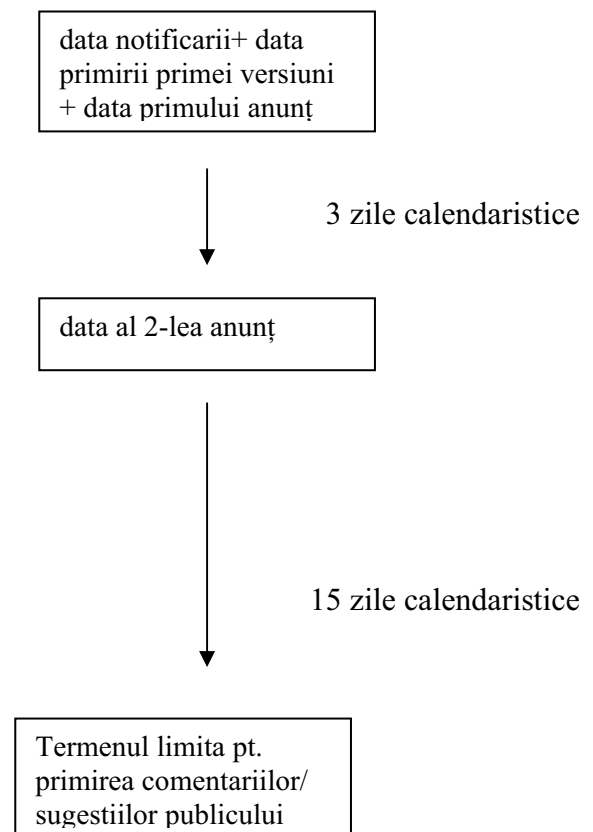 data notificarii+ data
primirii primei versiuni
+ data primului anunț
3 zile calendaristice
data al 2-lea anunț
15 zile calendaristice
Termenul limita pt.
primirea comentariilor/
sugestiilor publicului